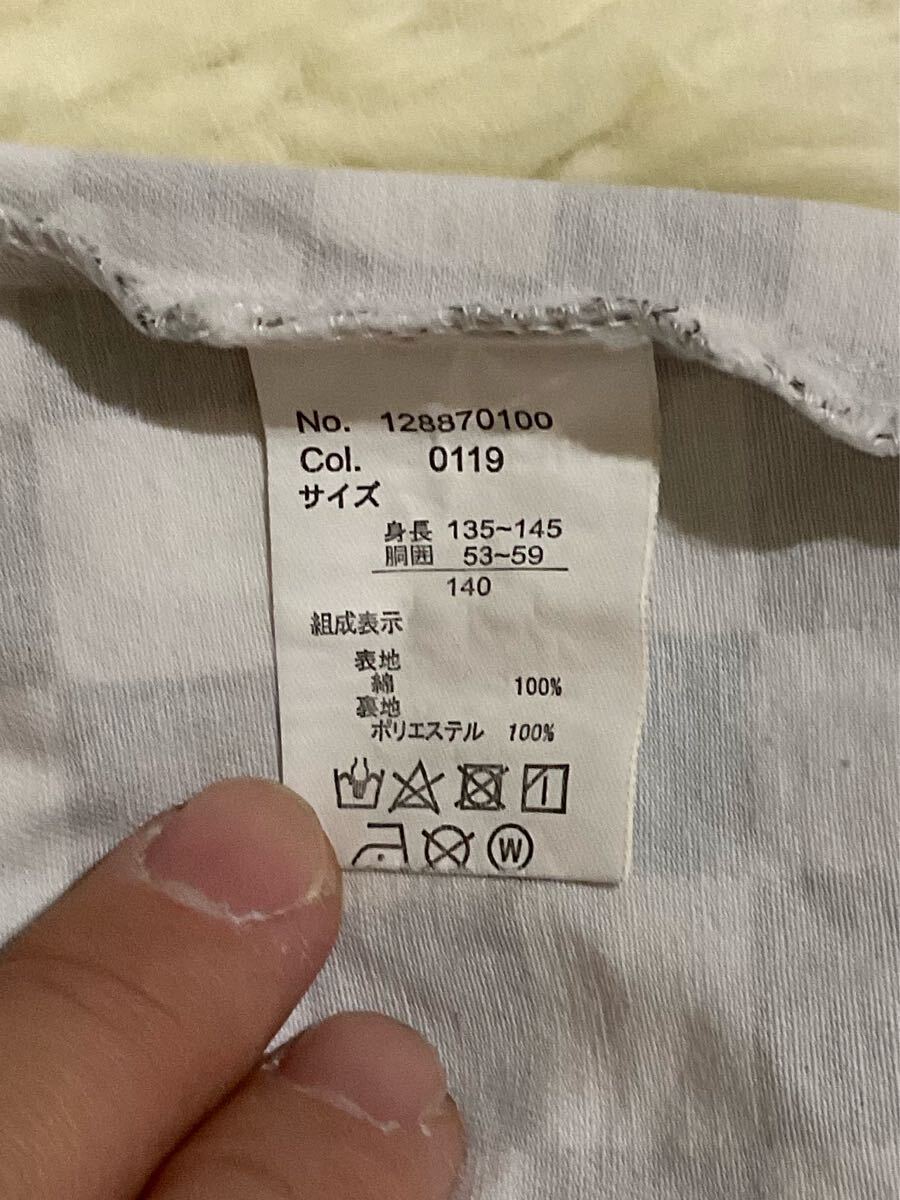 No. 128870100
Col. 0119
サイズ
身長 135~145
胴囲 53~59
140
組成表示
表地
綿 100%
裏地
ポリエステル 100%
W